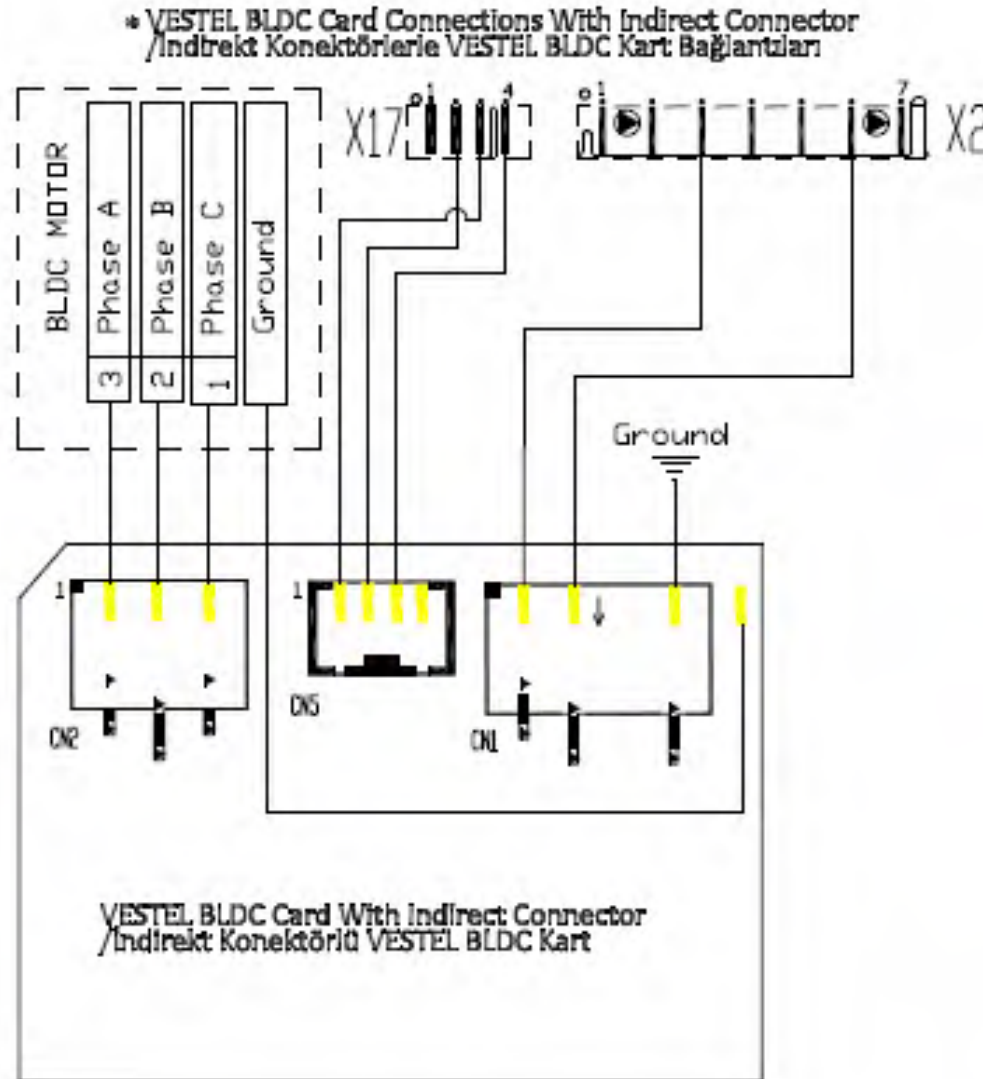 * VESTEL BLDC Card Connections With Indirect Connector
/İndirekt Konektörlerle VESTEL BLDC Kart Bağlantıları
BLDC MOTOR
3 Phase A
2 Phase B
1 Phase C
Ground
X17
1
4
1
7
X2
Ground
1
CN2
1
CN5
CN1
VESTEL BLDC Card With Indirect Connector
/İndirekt Konektörlü VESTEL BLDC Kart